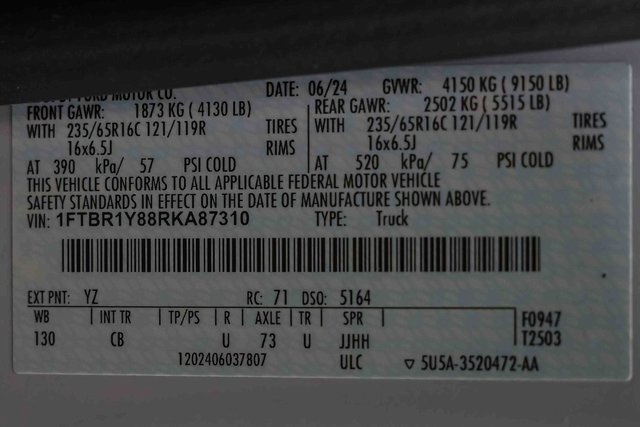 FORD MOTOR CO. DATE: 06/24 GVWR: 4150 KG ( 9150 LB)
FRONT GAWR: 1873 KG ( 4130 LB) REAR GAWR: 2502 KG ( 5515 LB)
WITH 235/65R16C 121/119R TIRES WITH 235/65R16C 121/119R TIRES
16x6.5J RIMS 16x6.5J RIMS
AT 390 kPa/ 57 PSI COLD AT 520 kPa/ 75 PSI COLD
THIS VEHICLE CONFORMS TO ALL APPLICABLE FEDERAL MOTOR VEHICLE
SAFETY STANDARDS IN EFFECT ON THE DATE OF MANUFACTURE SHOWN ABOVE.
VIN: 1FTBR1Y88RKA87310 TYPE: Truck
EXT PNT: YZ RC: 71 DSO: 5164
WB INT TR TP/PS R AXLE TR SPR F0947
130 CB U 73 U JJHH T2503
1202406037807 ULC ▽ 5U5A-3520472-AA